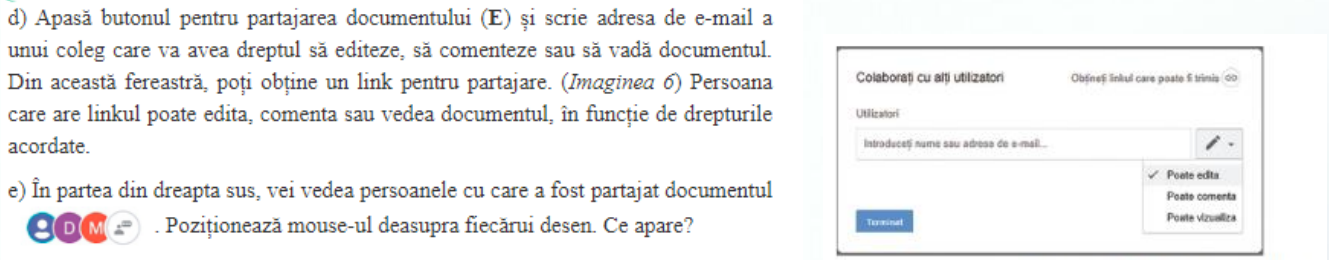 d) Apasă butonul pentru partajarea documentului (E) și scrie adresa de e-mail a
unui coleg care va avea dreptul să editeze, să comenteze sau să vadă documentul.
Din această fereastră, poți obține un link pentru partajare. (Imaginea 6) Persoana
care are linkul poate edita, comenta sau vedea documentul, în funcție de drepturile
acordate.
e) În partea din dreapta sus, vei vedea persoanele cu care a fost partajat documentul
D M . Poziționează mouse-ul deasupra fiecărui desen. Ce apare?
Colaborați cu alți utilizatori
Obțineți linkul care poate fi trimis
Utilizatori
Introduceți nume sau adrese de e-mail...
✓ Poate edita
Poate comenta
Poate vizualiza
Terminat